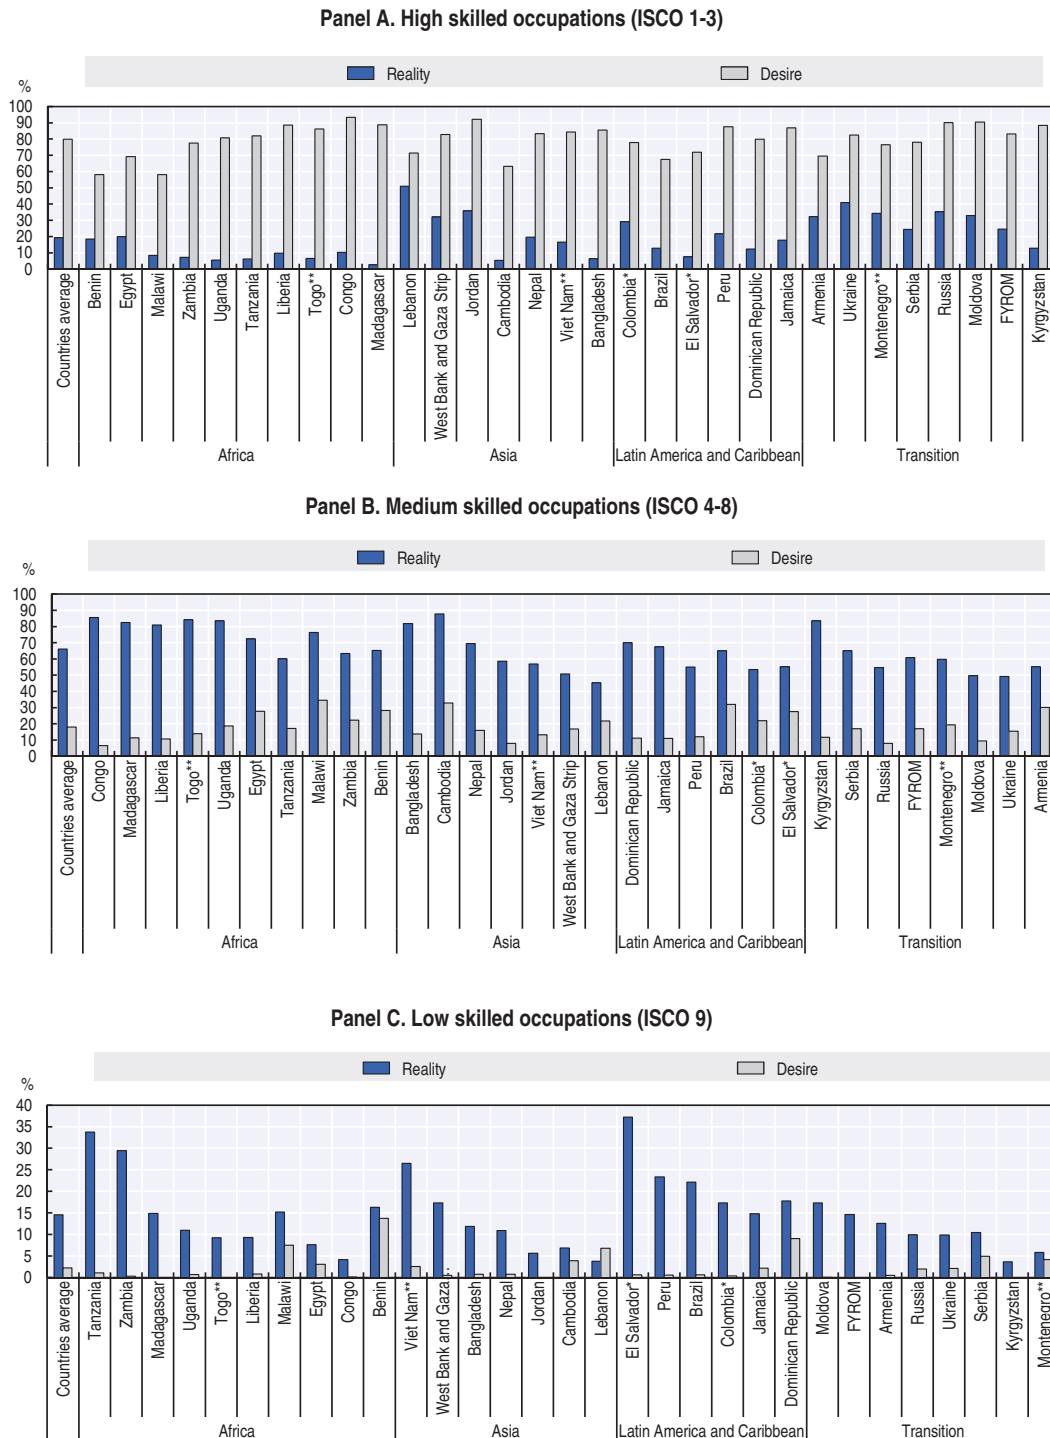 Panel A. High skilled occupations (ISCO 1-3)
Reality
Desire
%
100
90
80
70
60
50
40
30
20
10
0
Countries average
Benin
Egypt
Malawi
Zambia
Uganda
Tanzania
Liberia
Togo**
Congo
Madagascar
Lebanon
West Bank and Gaza Strip
Jordan
Cambodia
Nepal
Viet Nam**
Bangladesh
Colombia*
Brazil
El Salvador*
Peru
Dominican Republic
Jamaica
Armenia
Ukraine
Montenegro**
Serbia
Russia
Moldova
FYROM
Kyrgyzstan
Africa
Asia
Latin America and Caribbean
Transition
Panel B. Medium skilled occupations (ISCO 4-8)
Reality
Desire
%
100
90
80
70
60
50
40
30
20
10
0
Countries average
Congo
Madagascar
Liberia
Togo**
Uganda
Egypt
Tanzania
Malawi
Zambia
Benin
Bangladesh
Cambodia
Nepal
Jordan
Viet Nam**
West Bank and Gaza Strip
Lebanon
Dominican Republic
Jamaica
Peru
Brazil
Colombia*
El Salvador*
Kyrgyzstan
Serbia
Russia
FYROM
Montenegro**
Moldova
Ukraine
Armenia
Africa
Asia
Latin America and Caribbean
Transition
Panel C. Low skilled occupations (ISCO 9)
Reality
Desire
%
40
35
30
25
20
15
10
5
0
Countries average
Tanzania
Zambia
Madagascar
Uganda
Togo**
Liberia
Malawi
Egypt
Congo
Benin
Viet Nam**
West Bank and Gaza...
Bangladesh
Nepal
Jordan
Cambodia
Lebanon
El Salvador*
Peru
Brazil
Colombia*
Jamaica
Dominican Republic
Moldova
FYROM
Armenia
Russia
Ukraine
Serbia
Kyrgyzstan
Montenegro**
Africa
Asia
Latin America and Caribbean
Transition